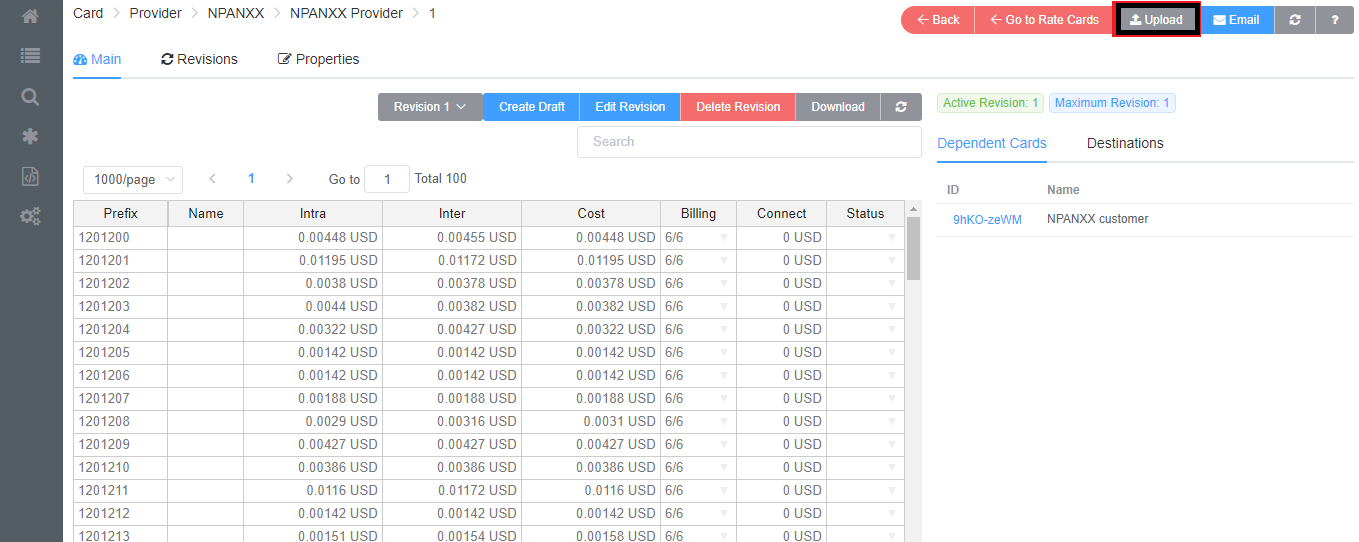 Card > Provider > NPANXX > NPANXX Provider > 1
Back Go to Rate Cards Upload Email ?
Main Revisions Properties
Revision 1 Create Draft Edit Revision Delete Revision Download
Search
1000/page < 1 > Go to 1 Total 100
Prefix Name Intra Inter Cost Billing Connect Status
1201200 0.00448 USD 0.00455 USD 0.00448 USD 6/6 0 USD
1201201 0.01195 USD 0.01172 USD 0.01195 USD 6/6 0 USD
1201202 0.0038 USD 0.00378 USD 0.00378 USD 6/6 0 USD
1201203 0.0044 USD 0.00382 USD 0.00382 USD 6/6 0 USD
1201204 0.00322 USD 0.00427 USD 0.00322 USD 6/6 0 USD
1201205 0.00142 USD 0.00142 USD 0.00142 USD 6/6 0 USD
1201206 0.00142 USD 0.00142 USD 0.00142 USD 6/6 0 USD
1201207 0.00188 USD 0.00188 USD 0.00188 USD 6/6 0 USD
1201208 0.0029 USD 0.00316 USD 0.0031 USD 6/6 0 USD
1201209 0.00427 USD 0.00427 USD 0.00427 USD 6/6 0 USD
1201210 0.00386 USD 0.00386 USD 0.00386 USD 6/6 0 USD
1201211 0.0116 USD 0.01172 USD 0.0116 USD 6/6 0 USD
1201212 0.00142 USD 0.00142 USD 0.00142 USD 6/6 0 USD
1201213 0.00151 USD 0.00154 USD 0.00158 USD 6/6 0 USD
Active Revision: 1 Maximum Revision: 1
Dependent Cards Destinations
ID Name
9hKO-zeWM NPANXX customer